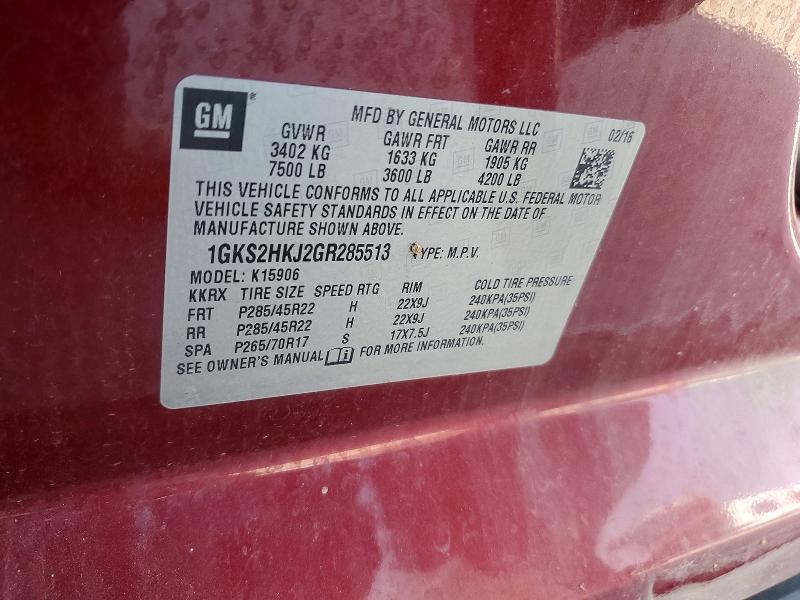 GM ®
MFD BY GENERAL MOTORS LLC 02/16
GVWR GAWR FRT GAWR RR
3402 KG 1633 KG 1905 KG
7500 LB 3600 LB 4200 LB
THIS VEHICLE CONFORMS TO ALL APPLICABLE U.S. FEDERAL MOTOR
VEHICLE SAFETY STANDARDS IN EFFECT ON THE DATE OF
MANUFACTURE SHOWN ABOVE.
1GKS2HKJ2GR285513 TYPE: M.P.V.
MODEL: K15906
KKRX TIRE SIZE SPEED RTG RIM COLD TIRE PRESSURE
FRT P285/45R22 H 22X9J 240KPA(35PSI)
RR P285/45R22 H 22X9J 240KPA(35PSI)
SPA P265/70R17 S 17X7.5J 240KPA(35PSI)
SEE OWNER'S MANUAL FOR MORE INFORMATION.